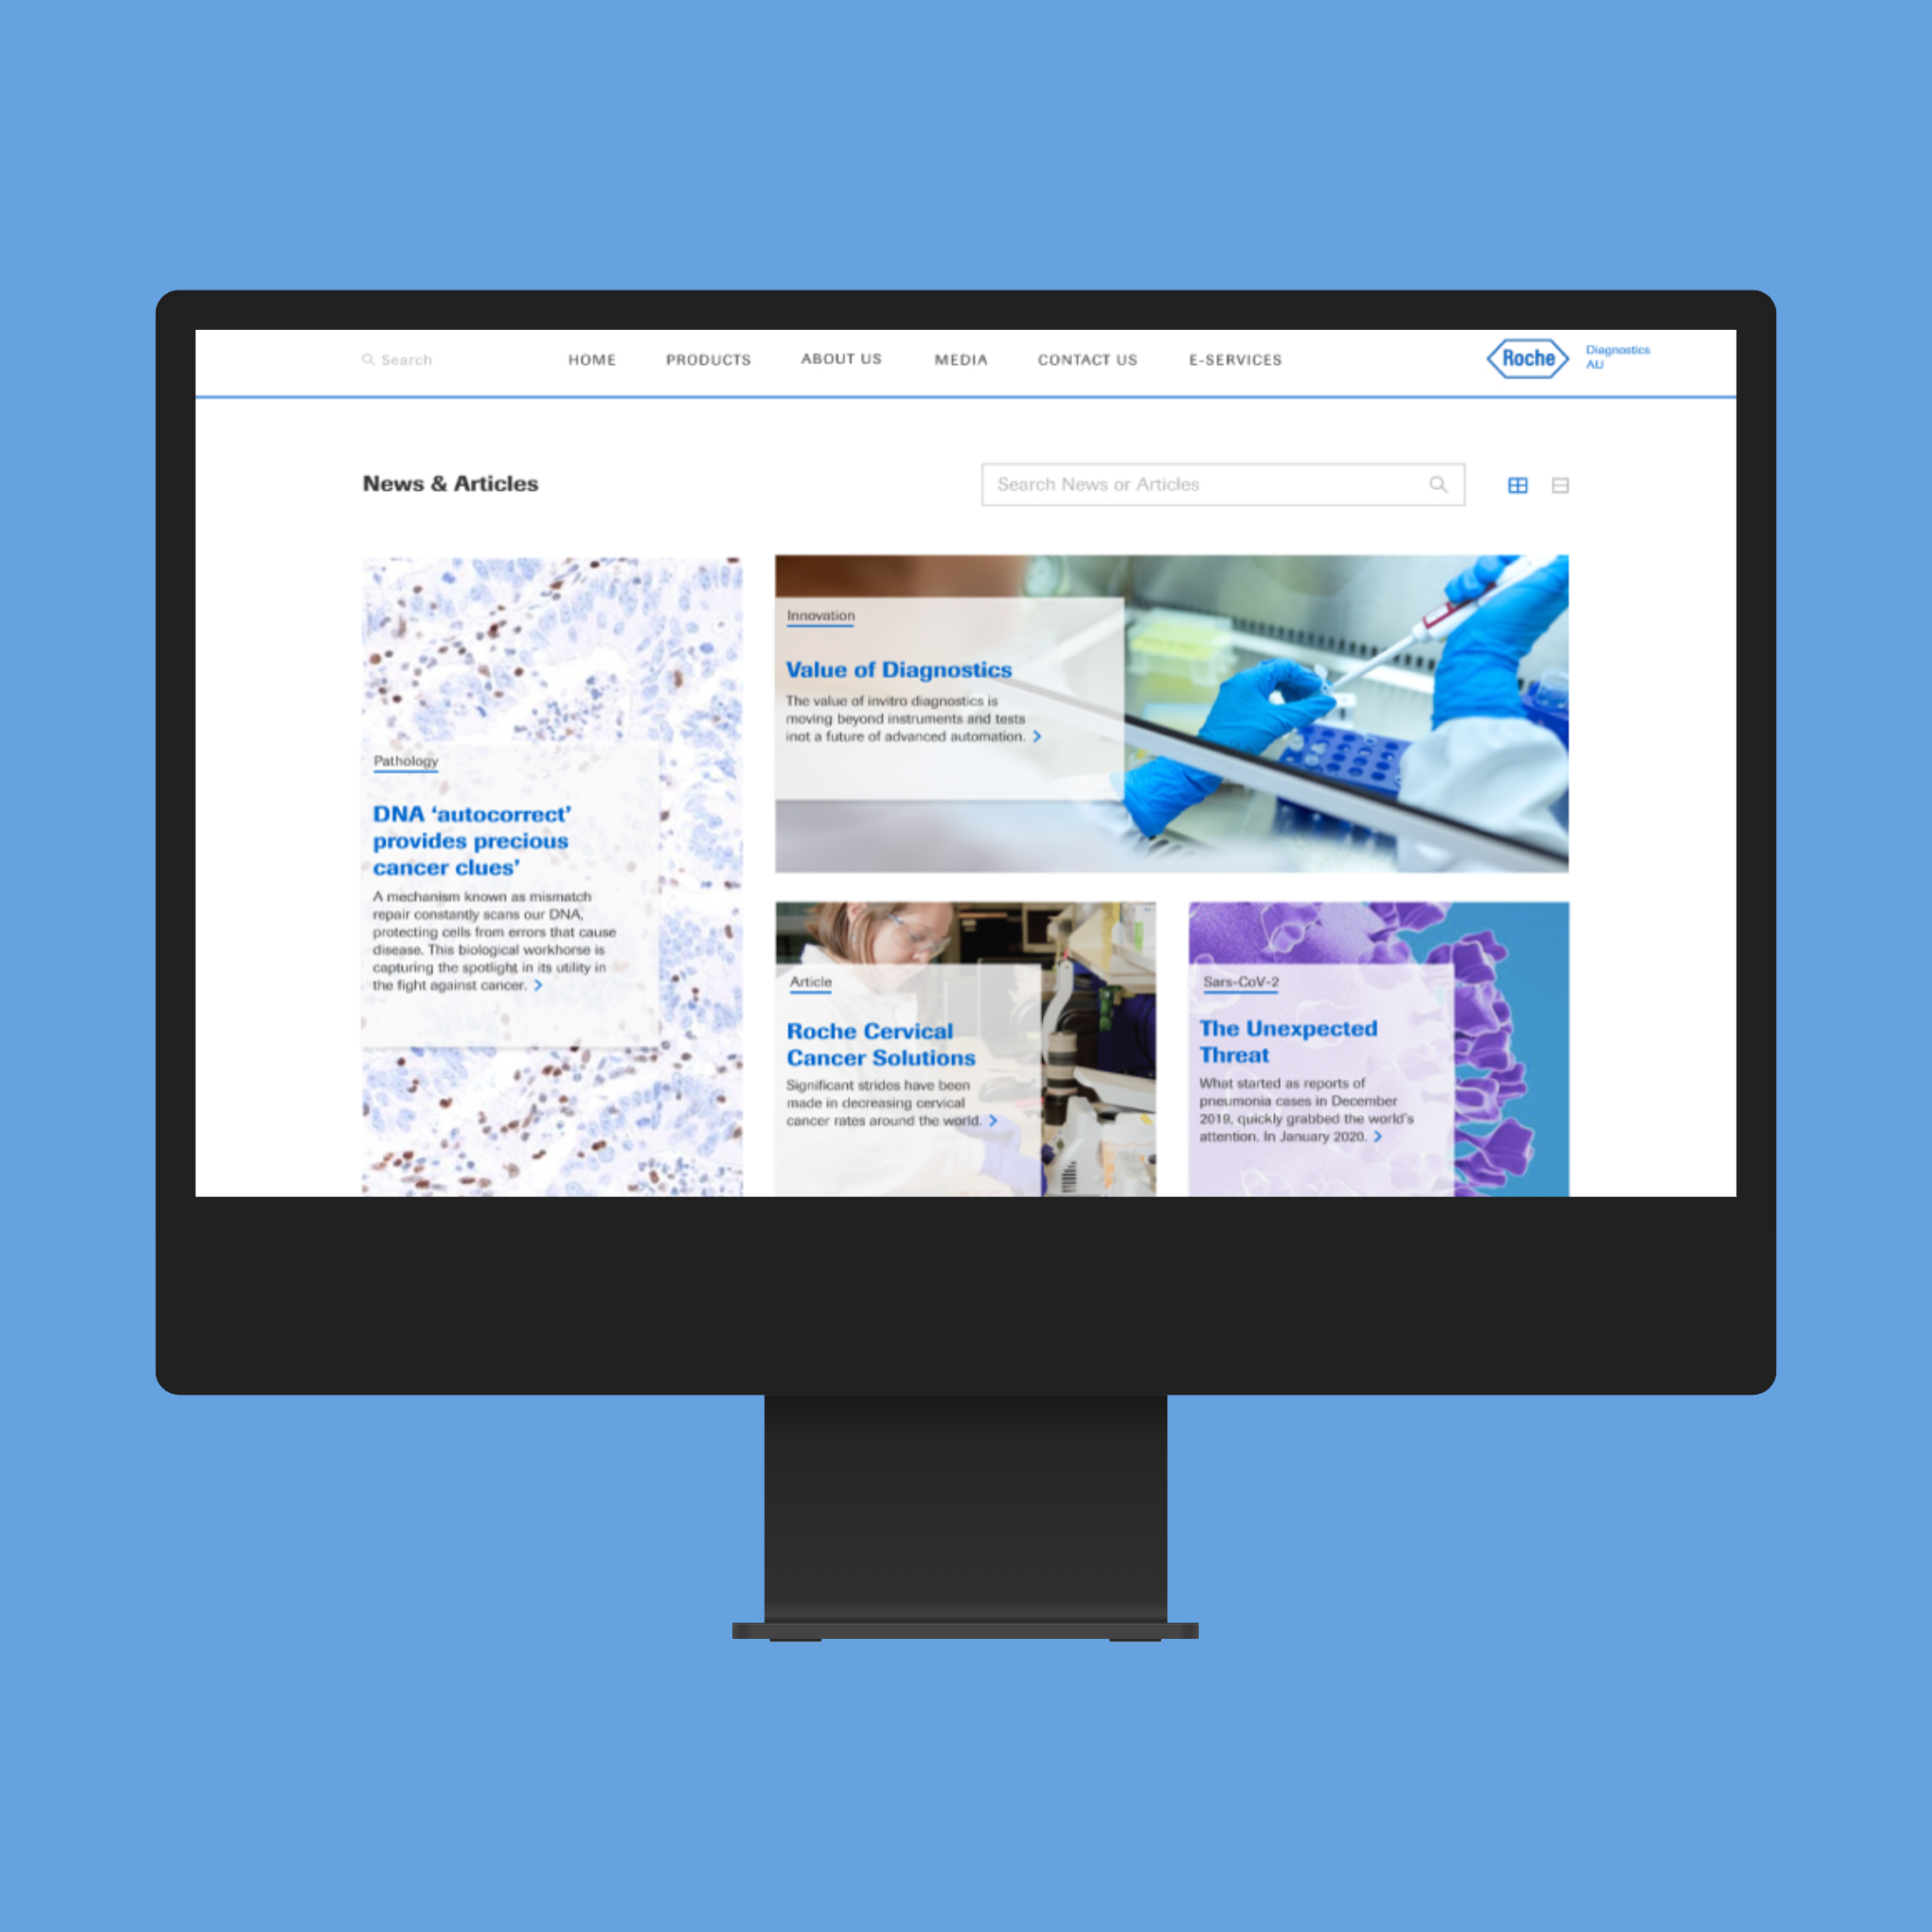 Search
HOME
PRODUCTS
ABOUT US
MEDIA
CONTACT US
E-SERVICES
Roche
Diagnostics
AU
News & Articles
Search News or Articles
Pathology
DNA ‘autocorrect’
provides precious
cancer clues’
A mechanism known as mismatch
repair constantly scans our DNA,
protecting cells from errors that cause
disease. This biological workhorse is
capturing the spotlight in its utility in
the fight against cancer.
Innovation
Value of Diagnostics
The value of invitro diagnostics is
moving beyond instruments and tests
inot a future of advanced automation.
Article
Roche Cervical
Cancer Solutions
Significant strides have been
made in decreasing cervical
cancer rates around the world.
Sars-CoV-2
The Unexpected
Threat
What started as reports of
pneumonia cases in December
2019, quickly grabbed the world’s
attention. In January 2020.